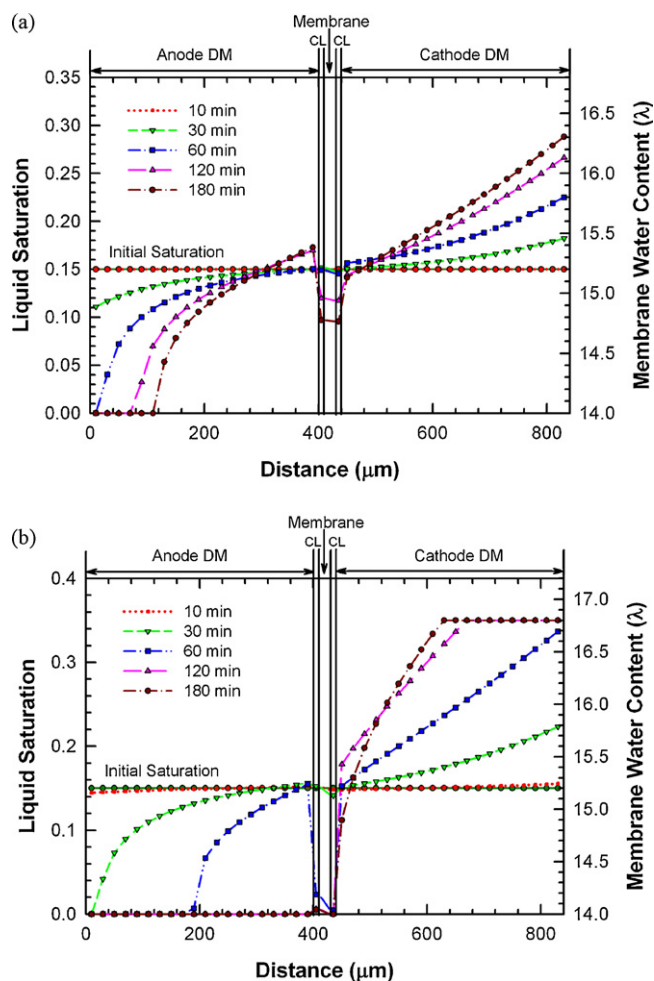 (a)
Membrane
Anode DM
CL
CL
Cathode DM
0.35
0.30
0.25
0.20
0.15
0.10
0.05
0.00
Liquid Saturation
10 min
30 min
60 min
120 min
180 min
Initial Saturation
16.5
16.0
15.5
15.0
14.5
14.0
Membrane Water Content (λ)
0
200
400
600
800
Distance (μm)
(b)
Membrane
Anode DM
CL
CL
Cathode DM
0.4
0.3
0.2
0.1
0.0
Liquid Saturation
10 min
30 min
60 min
120 min
180 min
Initial Saturation
17.0
16.5
16.0
15.5
15.0
14.5
14.0
Membrane Water Content (λ)
0
200
400
600
800
Distance (μm)